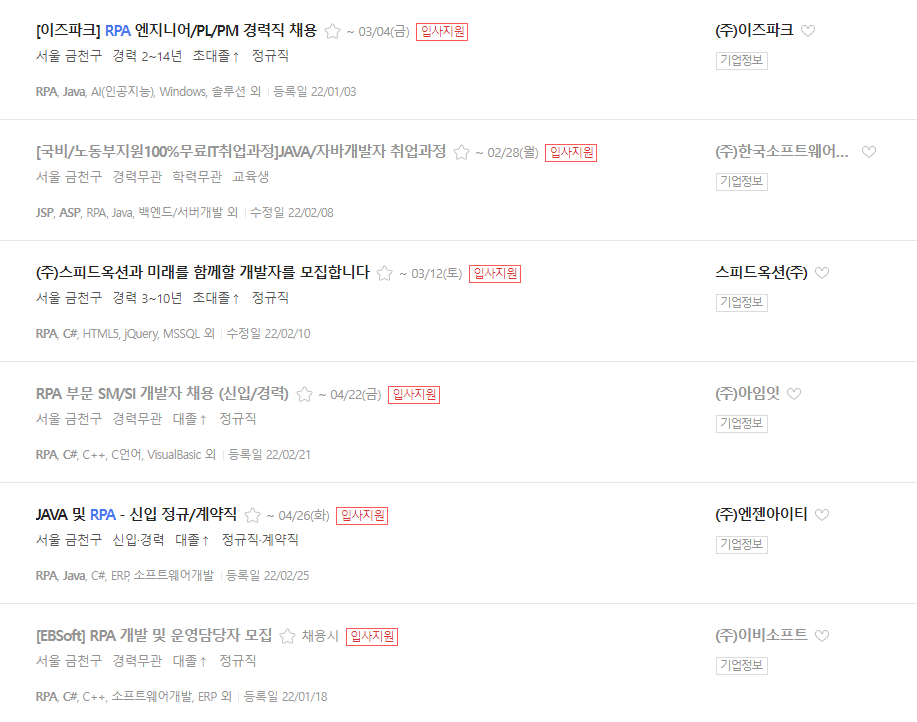 [이즈파크] RPA 엔지니어/PL/PM 경력직 채용 ~ 03/04(금) 입사지원 (주)이즈파크
서울 금천구 경력 2~14년 초대졸↑ 정규직 기업정보
RPA, Java, AI(인공지능), Windows, 솔루션 외 등록일 22/01/03
[국비/노동부지원100%무료IT취업과정]JAVA/자바개발자 취업과정 ~ 02/28(월) 입사지원 (주)한국소프트웨어...
서울 금천구 경력무관 학력무관 교육생 기업정보
JSP, ASP, RPA, Java, 백엔드/서버개발 외 수정일 22/02/08
(주)스피드옥션과 미래를 함께할 개발자를 모집합니다 ~ 03/12(토) 입사지원 스피드옥션(주)
서울 금천구 경력 3~10년 초대졸↑ 정규직 기업정보
RPA, C#, HTML5, jQuery, MSSQL 외 수정일 22/02/10
RPA 부문 SM/SI 개발자 채용 (신입/경력) ~ 04/22(금) 입사지원 (주)아임잇
서울 금천구 경력무관 대졸↑ 정규직 기업정보
RPA, C#, C++, C언어, VisualBasic 외 등록일 22/02/21
JAVA 및 RPA - 신입 정규/계약직 ~ 04/26(화) 입사지원 (주)엔젠아이티
서울 금천구 신입·경력 대졸↑ 정규직·계약직 기업정보
RPA, Java, C#, ERP, 소프트웨어개발 등록일 22/02/25
[EBSoft] RPA 개발 및 운영담당자 모집 채용시 입사지원 (주)이비소프트
서울 금천구 경력무관 대졸↑ 정규직 기업정보
RPA, C#, C++, 소프트웨어개발, ERP 외 등록일 22/01/18